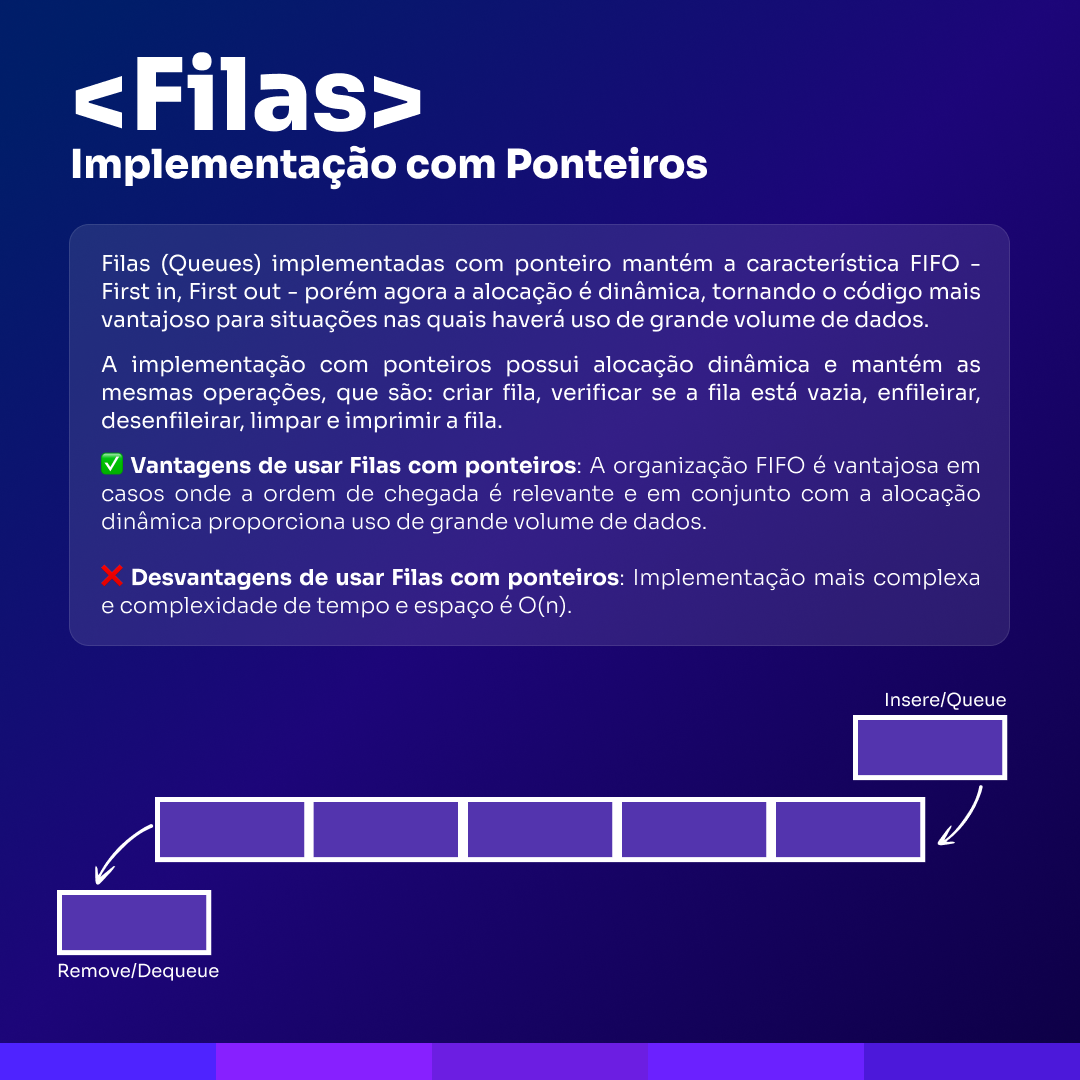 <Filas>
Implementação com Ponteiros
Filas (Queues) implementadas com ponteiro mantém a característica FIFO -
First in, First out - porém agora a alocação é dinâmica, tornando o código mais
vantajoso para situações nas quais haverá uso de grande volume de dados.
A implementação com ponteiros possui alocação dinâmica e mantém as
mesmas operações, que são: criar fila, verificar se a fila está vazia, enfileirar,
desenfileirar, limpar e imprimir a fila.
✅ Vantagens de usar Filas com ponteiros: A organização FIFO é vantajosa em
casos onde a ordem de chegada é relevante e em conjunto com a alocação
dinâmica proporciona uso de grande volume de dados.
❌ Desvantagens de usar Filas com ponteiros: Implementação mais complexa
e complexidade de tempo e espaço é O(n).
Insere/Queue
Remove/Dequeue